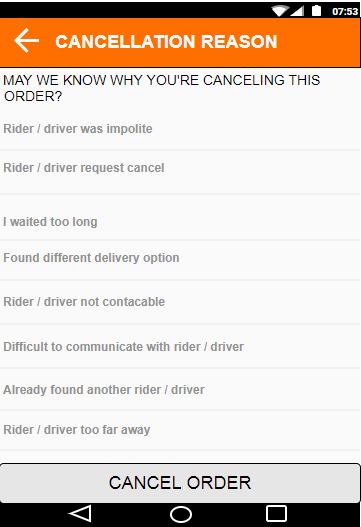 07:53
CANCELLATION REASON
MAY WE KNOW WHY YOU'RE CANCELING THIS
ORDER?
Rider / driver was impolite
Rider / driver request cancel
I waited too long
Found different delivery option
Rider / driver not contacable
Difficult to communicate with rider / driver
Already found another rider / driver
Rider / driver too far away
CANCEL ORDER